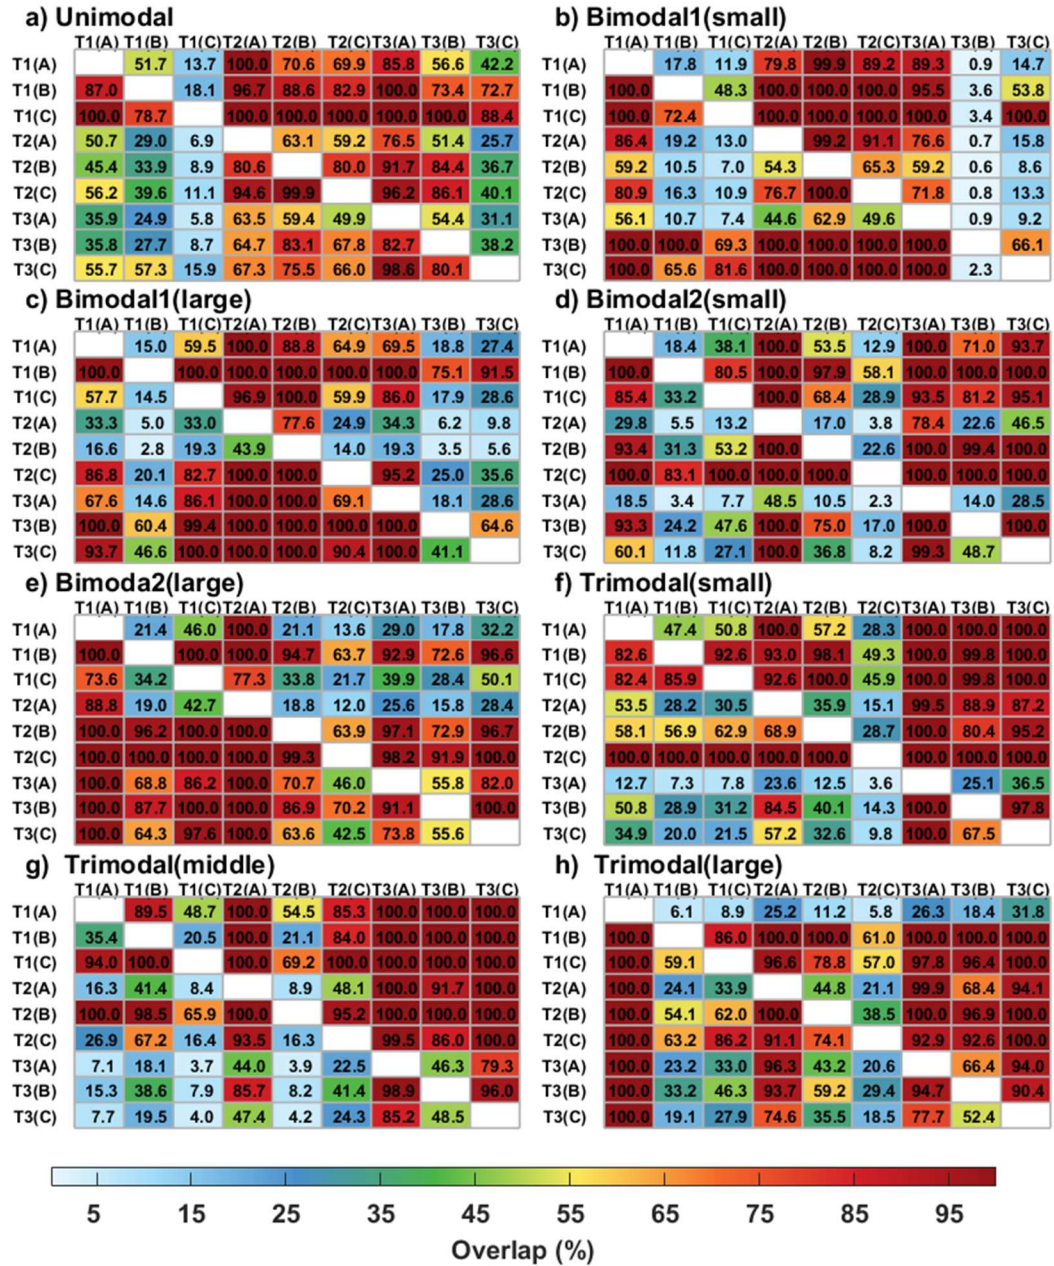 a) Unimodal
b) Bimodal1(small)
T1(A) T1(B) T1(C) T2(A) T2(B) T2(C) T3(A) T3(B) T3(C)
T1(A) T1(B) T1(C) T2(A) T2(B) T2(C) T3(A) T3(B) T3(C)
T1(A) 51.7 13.7 100.0 70.6 69.9 85.8 56.6 42.2
T1(A) 17.8 11.9 79.8 99.9 89.2 89.3 0.9 14.7
T1(B) 87.0 18.1 96.7 88.6 82.9 100.0 73.4 72.7
T1(B) 100.0 48.3 100.0 100.0 100.0 95.5 3.6 53.8
T1(C) 100.0 78.7 100.0 100.0 100.0 100.0 100.0 88.4
T1(C) 100.0 72.4 100.0 100.0 100.0 100.0 3.4 100.0
T2(A) 50.7 29.0 6.9 63.1 59.2 76.5 51.4 25.7
T2(A) 86.4 19.2 13.0 99.2 91.1 76.6 0.7 15.8
T2(B) 45.4 33.9 8.9 80.6 80.0 91.7 84.4 36.7
T2(B) 59.2 10.5 7.0 54.3 65.3 59.2 0.6 8.6
T2(C) 56.2 39.6 11.1 94.6 99.9 96.2 86.1 40.1
T2(C) 80.9 16.3 10.9 76.7 100.0 71.8 0.8 13.3
T3(A) 35.9 24.9 5.8 63.5 59.4 49.9 54.4 31.1
T3(A) 56.1 10.7 7.4 44.6 62.9 49.6 0.9 9.2
T3(B) 35.8 27.7 8.7 64.7 83.1 67.8 82.7 38.2
T3(B) 100.0 100.0 69.3 100.0 100.0 100.0 100.0 66.1
T3(C) 55.7 57.3 15.9 67.3 75.5 66.0 98.6 80.1
T3(C) 100.0 65.6 81.6 100.0 100.0 100.0 100.0 2.3
c) Bimodal1(large)
d) Bimodal2(small)
T1(A) T1(B) T1(C) T2(A) T2(B) T2(C) T3(A) T3(B) T3(C)
T1(A) T1(B) T1(C) T2(A) T2(B) T2(C) T3(A) T3(B) T3(C)
T1(A) 15.0 59.5 100.0 88.8 64.9 69.5 18.8 27.4
T1(A) 18.4 38.1 100.0 53.5 12.9 100.0 71.0 93.7
T1(B) 100.0 100.0 100.0 100.0 100.0 100.0 75.1 91.5
T1(B) 100.0 80.5 100.0 97.9 58.1 100.0 100.0 100.0
T1(C) 57.7 14.5 96.9 100.0 59.9 86.0 17.9 28.6
T1(C) 85.4 33.2 100.0 68.4 28.9 93.5 81.2 95.1
T2(A) 33.3 5.0 33.0 77.6 24.9 34.3 6.2 9.8
T2(A) 29.8 5.5 13.2 17.0 3.8 78.4 22.6 46.5
T2(B) 16.6 2.8 19.3 43.9 14.0 19.3 3.5 5.6
T2(B) 93.4 31.3 53.2 100.0 22.6 100.0 99.4 100.0
T2(C) 86.8 20.1 82.7 100.0 100.0 95.2 25.0 35.6
T2(C) 100.0 83.1 100.0 100.0 100.0 100.0 100.0 100.0
T3(A) 67.6 14.6 86.1 100.0 100.0 69.1 18.1 28.6
T3(A) 18.5 3.4 7.7 48.5 10.5 2.3 14.0 28.5
T3(B) 100.0 60.4 99.4 100.0 100.0 100.0 100.0 64.6
T3(B) 93.3 24.2 47.6 100.0 75.0 17.0 100.0 100.0
T3(C) 93.7 46.6 100.0 100.0 100.0 90.4 100.0 41.1
T3(C) 60.1 11.8 27.1 100.0 36.8 8.2 99.3 48.7
e) Bimoda2(large)
f) Trimodal(small)
T1(A) T1(B) T1(C) T2(A) T2(B) T2(C) T3(A) T3(B) T3(C)
T1(A) T1(B) T1(C) T2(A) T2(B) T2(C) T3(A) T3(B) T3(C)
T1(A) 21.4 46.0 100.0 21.1 13.6 29.0 17.8 32.2
T1(A) 47.4 50.8 100.0 57.2 28.3 100.0 100.0 100.0
T1(B) 100.0 100.0 100.0 94.7 63.7 92.9 72.6 96.6
T1(B) 82.6 92.6 93.0 98.1 49.3 100.0 99.8 100.0
T1(C) 73.6 34.2 77.3 33.8 21.7 39.9 28.4 50.1
T1(C) 82.4 85.9 92.6 100.0 45.9 100.0 99.8 100.0
T2(A) 88.8 19.0 42.7 18.8 12.0 25.6 15.8 28.4
T2(A) 53.5 28.2 30.5 35.9 15.1 99.5 88.9 87.2
T2(B) 100.0 96.2 100.0 100.0 63.9 97.1 72.9 96.7
T2(B) 58.1 56.9 62.9 68.9 28.7 100.0 80.4 95.2
T2(C) 100.0 100.0 100.0 100.0 99.3 98.2 91.9 100.0
T2(C) 100.0 100.0 100.0 100.0 100.0 100.0 100.0 100.0
T3(A) 100.0 68.8 86.2 100.0 70.7 46.0 55.8 82.0
T3(A) 12.7 7.3 7.8 23.6 12.5 3.6 25.1 36.5
T3(B) 100.0 87.7 100.0 100.0 86.9 70.2 91.1 100.0
T3(B) 50.8 28.9 31.2 84.5 40.1 14.3 100.0 97.8
T3(C) 100.0 64.3 97.6 100.0 63.6 42.5 73.8 55.6
T3(C) 34.9 20.0 21.5 57.2 32.6 9.8 100.0 67.5
g) Trimodal(middle)
h) Trimodal(large)
T1(A) T1(B) T1(C) T2(A) T2(B) T2(C) T3(A) T3(B) T3(C)
T1(A) T1(B) T1(C) T2(A) T2(B) T2(C) T3(A) T3(B) T3(C)
T1(A) 89.5 48.7 100.0 54.5 85.3 100.0 100.0 100.0
T1(A) 6.1 8.9 25.2 11.2 5.8 26.3 18.4 31.8
T1(B) 35.4 20.5 100.0 21.1 84.0 100.0 100.0 100.0
T1(B) 100.0 86.0 100.0 100.0 61.0 100.0 100.0 100.0
T1(C) 94.0 100.0 100.0 69.2 100.0 100.0 100.0 100.0
T1(C) 100.0 59.1 96.6 78.8 57.0 97.8 96.4 100.0
T2(A) 16.3 41.4 8.4 8.9 48.1 100.0 91.7 100.0
T2(A) 100.0 24.1 33.9 44.8 21.1 99.9 68.4 94.1
T2(B) 100.0 98.5 65.9 100.0 95.2 100.0 100.0 100.0
T2(B) 100.0 54.1 62.0 100.0 38.5 100.0 96.9 100.0
T2(C) 26.9 67.2 16.4 93.5 16.3 99.5 86.0 100.0
T2(C) 100.0 63.2 86.2 91.1 74.1 92.9 92.6 100.0
T3(A) 7.1 18.1 3.7 44.0 3.9 22.5 46.3 79.3
T3(A) 100.0 23.2 33.0 96.3 43.2 20.6 66.4 94.0
T3(B) 15.3 38.6 7.9 85.7 8.2 41.4 98.9 96.0
T3(B) 100.0 33.2 46.3 93.7 59.2 29.4 94.7 90.4
T3(C) 7.7 19.5 4.0 47.4 4.2 24.3 85.2 48.5
T3(C) 100.0 19.1 27.9 74.6 35.5 18.5 77.7 52.4
5 15 25 35 45 55 65 75 85 95
Overlap (%)